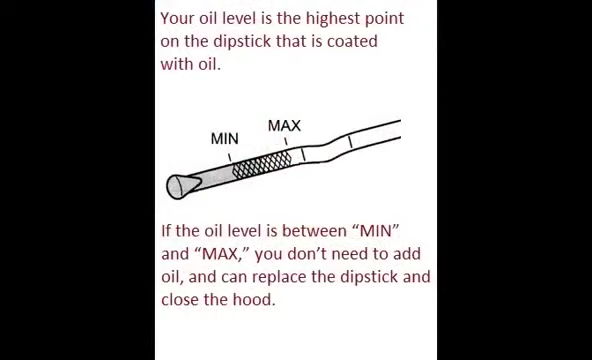 Your oil level is the highest point
on the dipstick that is coated
with oil.
MAX
MIN
If the oil level is between “MIN”
and “MAX,” you don’t need to add
oil, and can replace the dipstick and
close the hood.